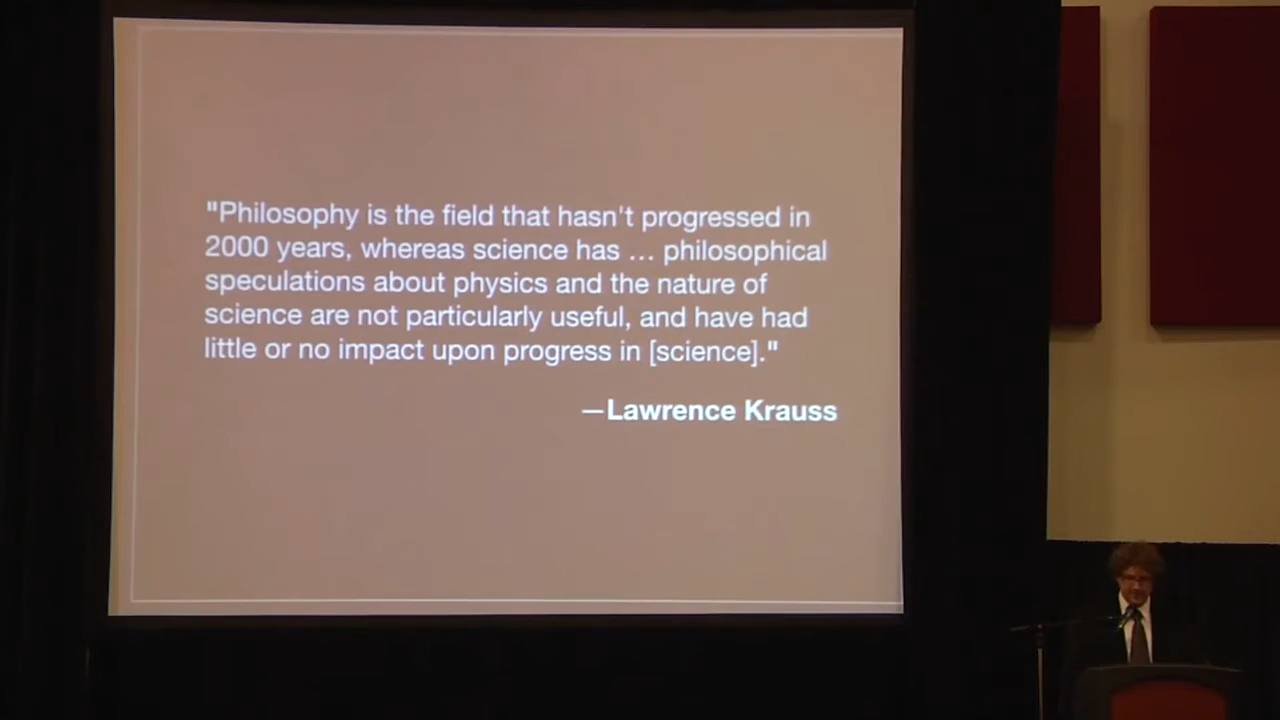 "Philosophy is the field that hasn't progressed in
2000 years, whereas science has ... philosophical
speculations about physics and the nature of
science are not particularly useful, and have had
little or no impact upon progress in [science]."
—Lawrence Krauss